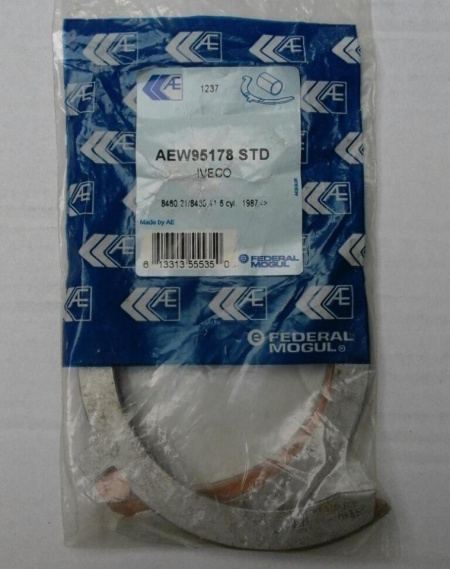 AE
1237
AEW95178 STD
IVECO
8460.21/8460.41 6 cyl. 1987->
Made by AE
6 13313 55535 0
FEDERAL
MOGUL
FEDERAL
MOGUL®